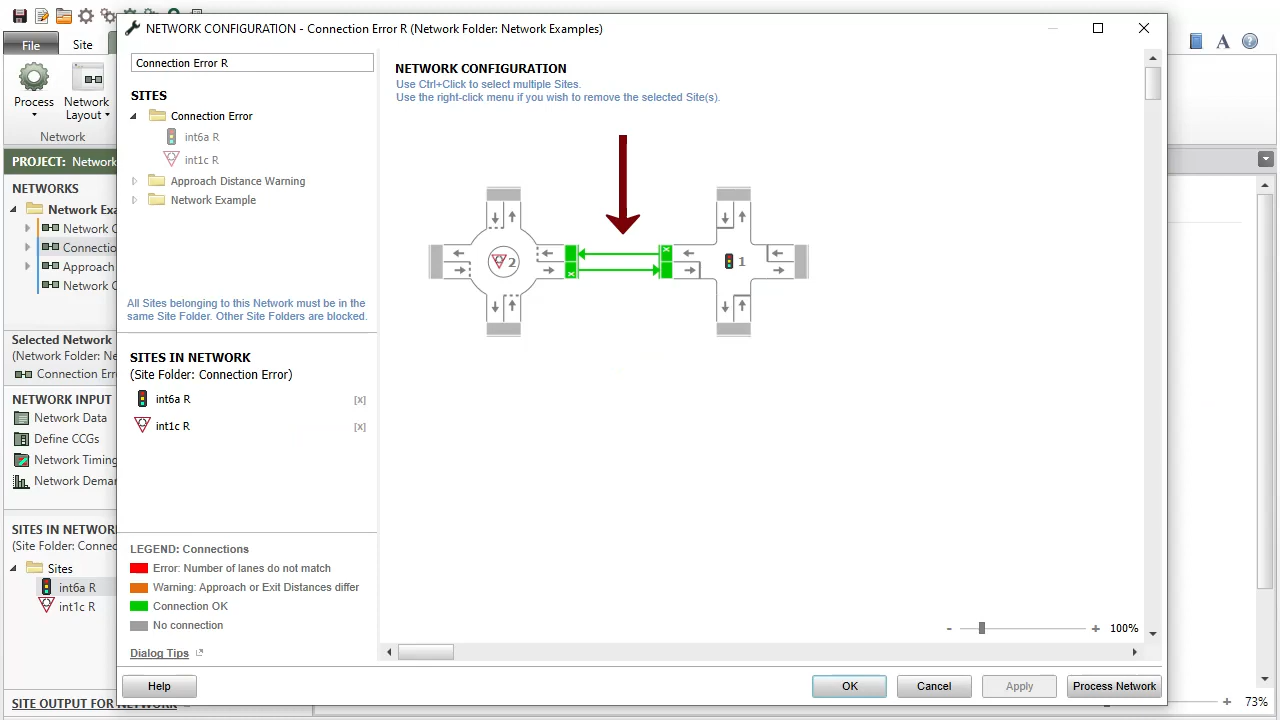 NETWORK CONFIGURATION - Connection Error R (Network Folder: Network Examples)
File
Site
Process
Network
Layout
Network
PROJECT: Network
NETWORKS
Network Exa
Network C
Connectio
Approach
Network C
Selected Network
(Network Folder: Ne
Connection Err
NETWORK INPUT
Network Data
Define CCGs
Network Timing
Network Deman
SITES IN NETWOR
(Site Folder: Connec
Sites
int6a R
int1c R
SITE OUTPUT FOR NETWORK
Connection Error R
SITES
Connection Error
int6a R
int1c R
Approach Distance Warning
Network Example
All Sites belonging to this Network must be in the
same Site Folder. Other Site Folders are blocked.
SITES IN NETWORK
(Site Folder: Connection Error)
int6a R [x]
int1c R [x]
LEGEND: Connections
Error: Number of lanes do not match
Warning: Approach or Exit Distances differ
Connection OK
No connection
Dialog Tips
NETWORK CONFIGURATION
Use Ctrl+Click to select multiple Sites.
Use the right-click menu if you wish to remove the selected Site(s).
2
x
x
1
- + 100%
Help
OK
Cancel
Apply
Process Network
+ 73%